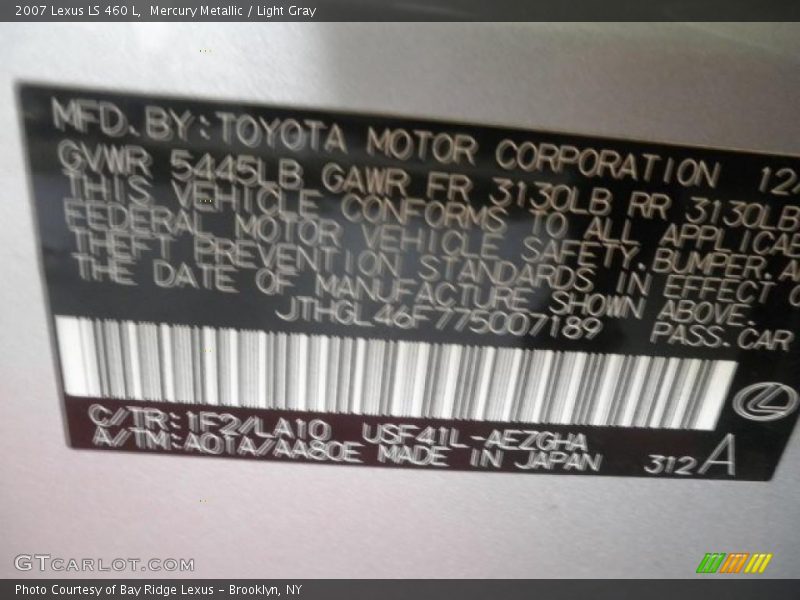 2007 Lexus LS 460 L, Mercury Metallic / Light Gray
MFD. BY: TOYOTA MOTOR CORPORATION 12
GVWR 5445LB GAWR FR 3130LB RR 3130LB
THIS VEHICLE CONFORMS TO ALL APPLICAB
FEDERAL MOTOR VEHICLE SAFETY, BUMPER, A
THEFT PREVENTION STANDARDS IN EFFECT O
THE DATE OF MANUFACTURE SHOWN ABOVE.
JTHGL46F775007189 PASS. CAR
C/TR: 1F2/LA10 USF41L-AEZGHA
A/TM: A01A/AA80E MADE IN JAPAN 312A
GTCARLOT.COM
Photo Courtesy of Bay Ridge Lexus – Brooklyn, NY